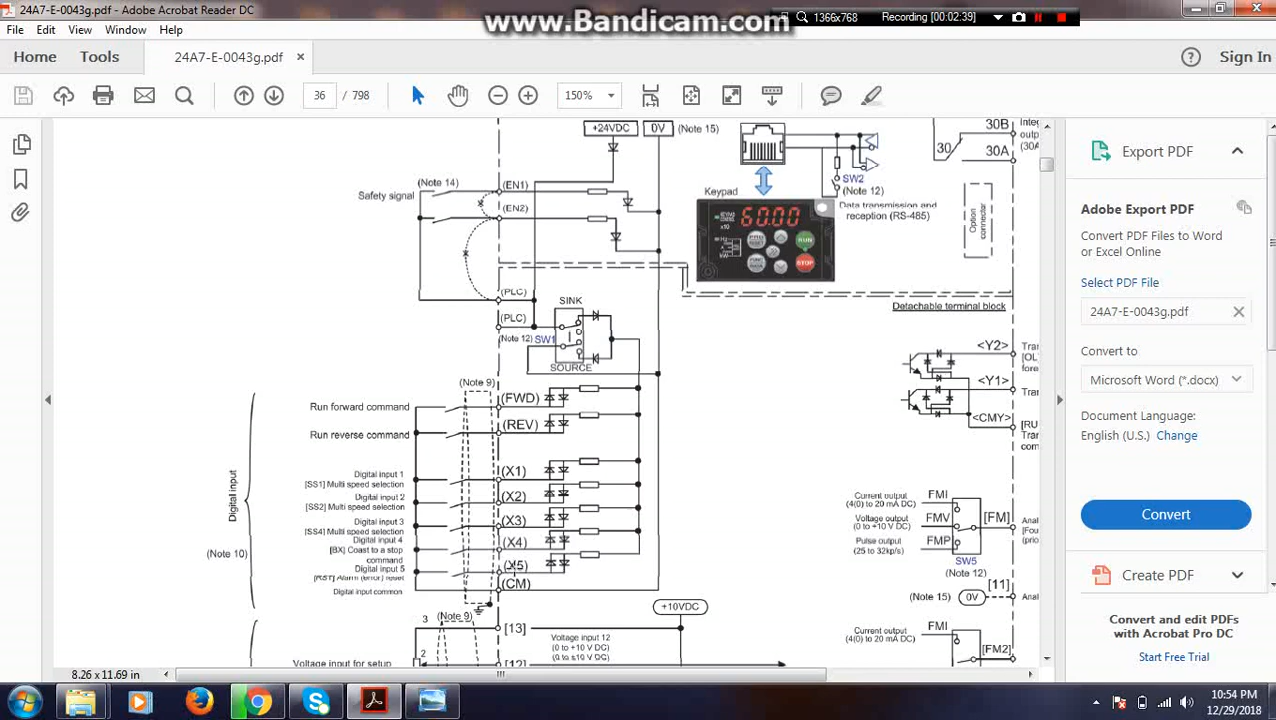 24A7-E-0043g.pdf - Adobe Acrobat Reader DC
www.Bandicam.com
1366x768
Recording [00:02:39]
File Edit View Window Help
Home Tools 24A7-E-0043g.pdf
Sign In
36 / 798
150%
+24VDC 0V (Note 15)
30B
30
30A
(Note 14)
Safety signal
(EN1)
(EN2)
SW2
(Note 12)
Keypad
Data transmission and
reception (RS-485)
60.00
RUN
STOP
Option
connector
(PLC)
SINK
(PLC)
(Note 12) SW1
SOURCE
Detachable terminal block
<Y2>
<Y1>
<CMY>
[OL
fore
[RU
com
(Note 9)
Run forward command
(FWD)
Run reverse command
(REV)
Digital input
(Note 10)
Digital input 1
[SS1] Multi speed selection
(X1)
Digital input 2
[SS2] Multi speed selection
(X2)
Digital input 3
[SS4] Multi speed selection
(X3)
Digital input 4
[BX] Coast to a stop
command
(X4)
Digital input 5
[RST] Alarm (error) reset
(X5)
Digital input common
(CM)
(Note 9)
+10VDC
3
[13]
Voltage input 12
(0 to +10 V DC)
(0 to ±10 V DC)
2
Voltage input for setup
[12]
Current output
(4(0) to 20 mA DC)
FMI
Voltage output
(0 to +10 V DC)
FMV
[FM]
Pulse output
(25 to 32kp/s)
FMP
SW5
(Note 12)
[11]
(Note 15) 0V
Current output
(4(0) to 20 mA DC)
FMI
[FM2]
8.26 x 11.69 in
Export PDF
Adobe Export PDF
Convert PDF Files to Word
or Excel Online
Select PDF File
24A7-E-0043g.pdf
Convert to
Microsoft Word (*.docx)
Document Language:
English (U.S.) Change
Convert
Create PDF
Convert and edit PDFs
with Acrobat Pro DC
Start Free Trial
10:54 PM
12/29/2018